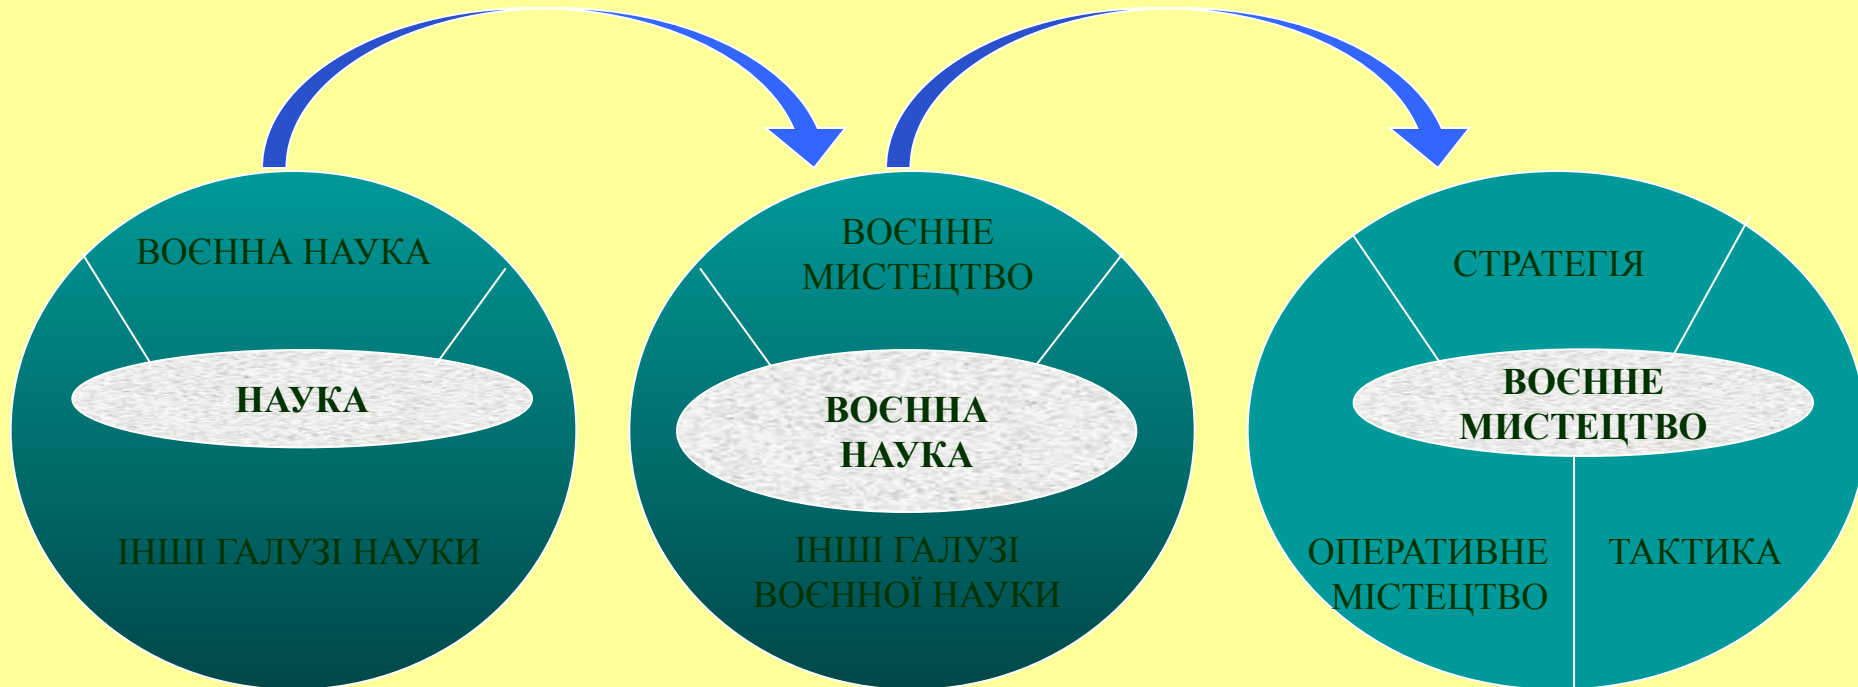 ВОЄННА НАУКА
НАУКА
ІНШІ ГАЛУЗІ НАУКИ
ВОЄННЕ
МИСТЕЦТВО
ВОЄННА
НАУКА
ІНШІ ГАЛУЗІ
ВОЄННОЇ НАУКИ
СТРАТЕГІЯ
ВОЄННЕ
МИСТЕЦТВО
ОПЕРАТИВНЕ
МІСТЕЦТВО
ТАКТИКА